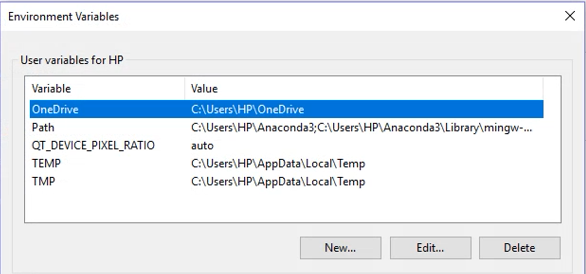 Environment Variables
User variables for HP
Variable Value
OneDrive C:\Users\HP\OneDrive
Path C:\Users\HP\Anaconda3;C:\Users\HP\Anaconda3\Library\mingw-...
QT_DEVICE_PIXEL_RATIO auto
TEMP C:\Users\HP\AppData\Local\Temp
TMP C:\Users\HP\AppData\Local\Temp
New... Edit... Delete